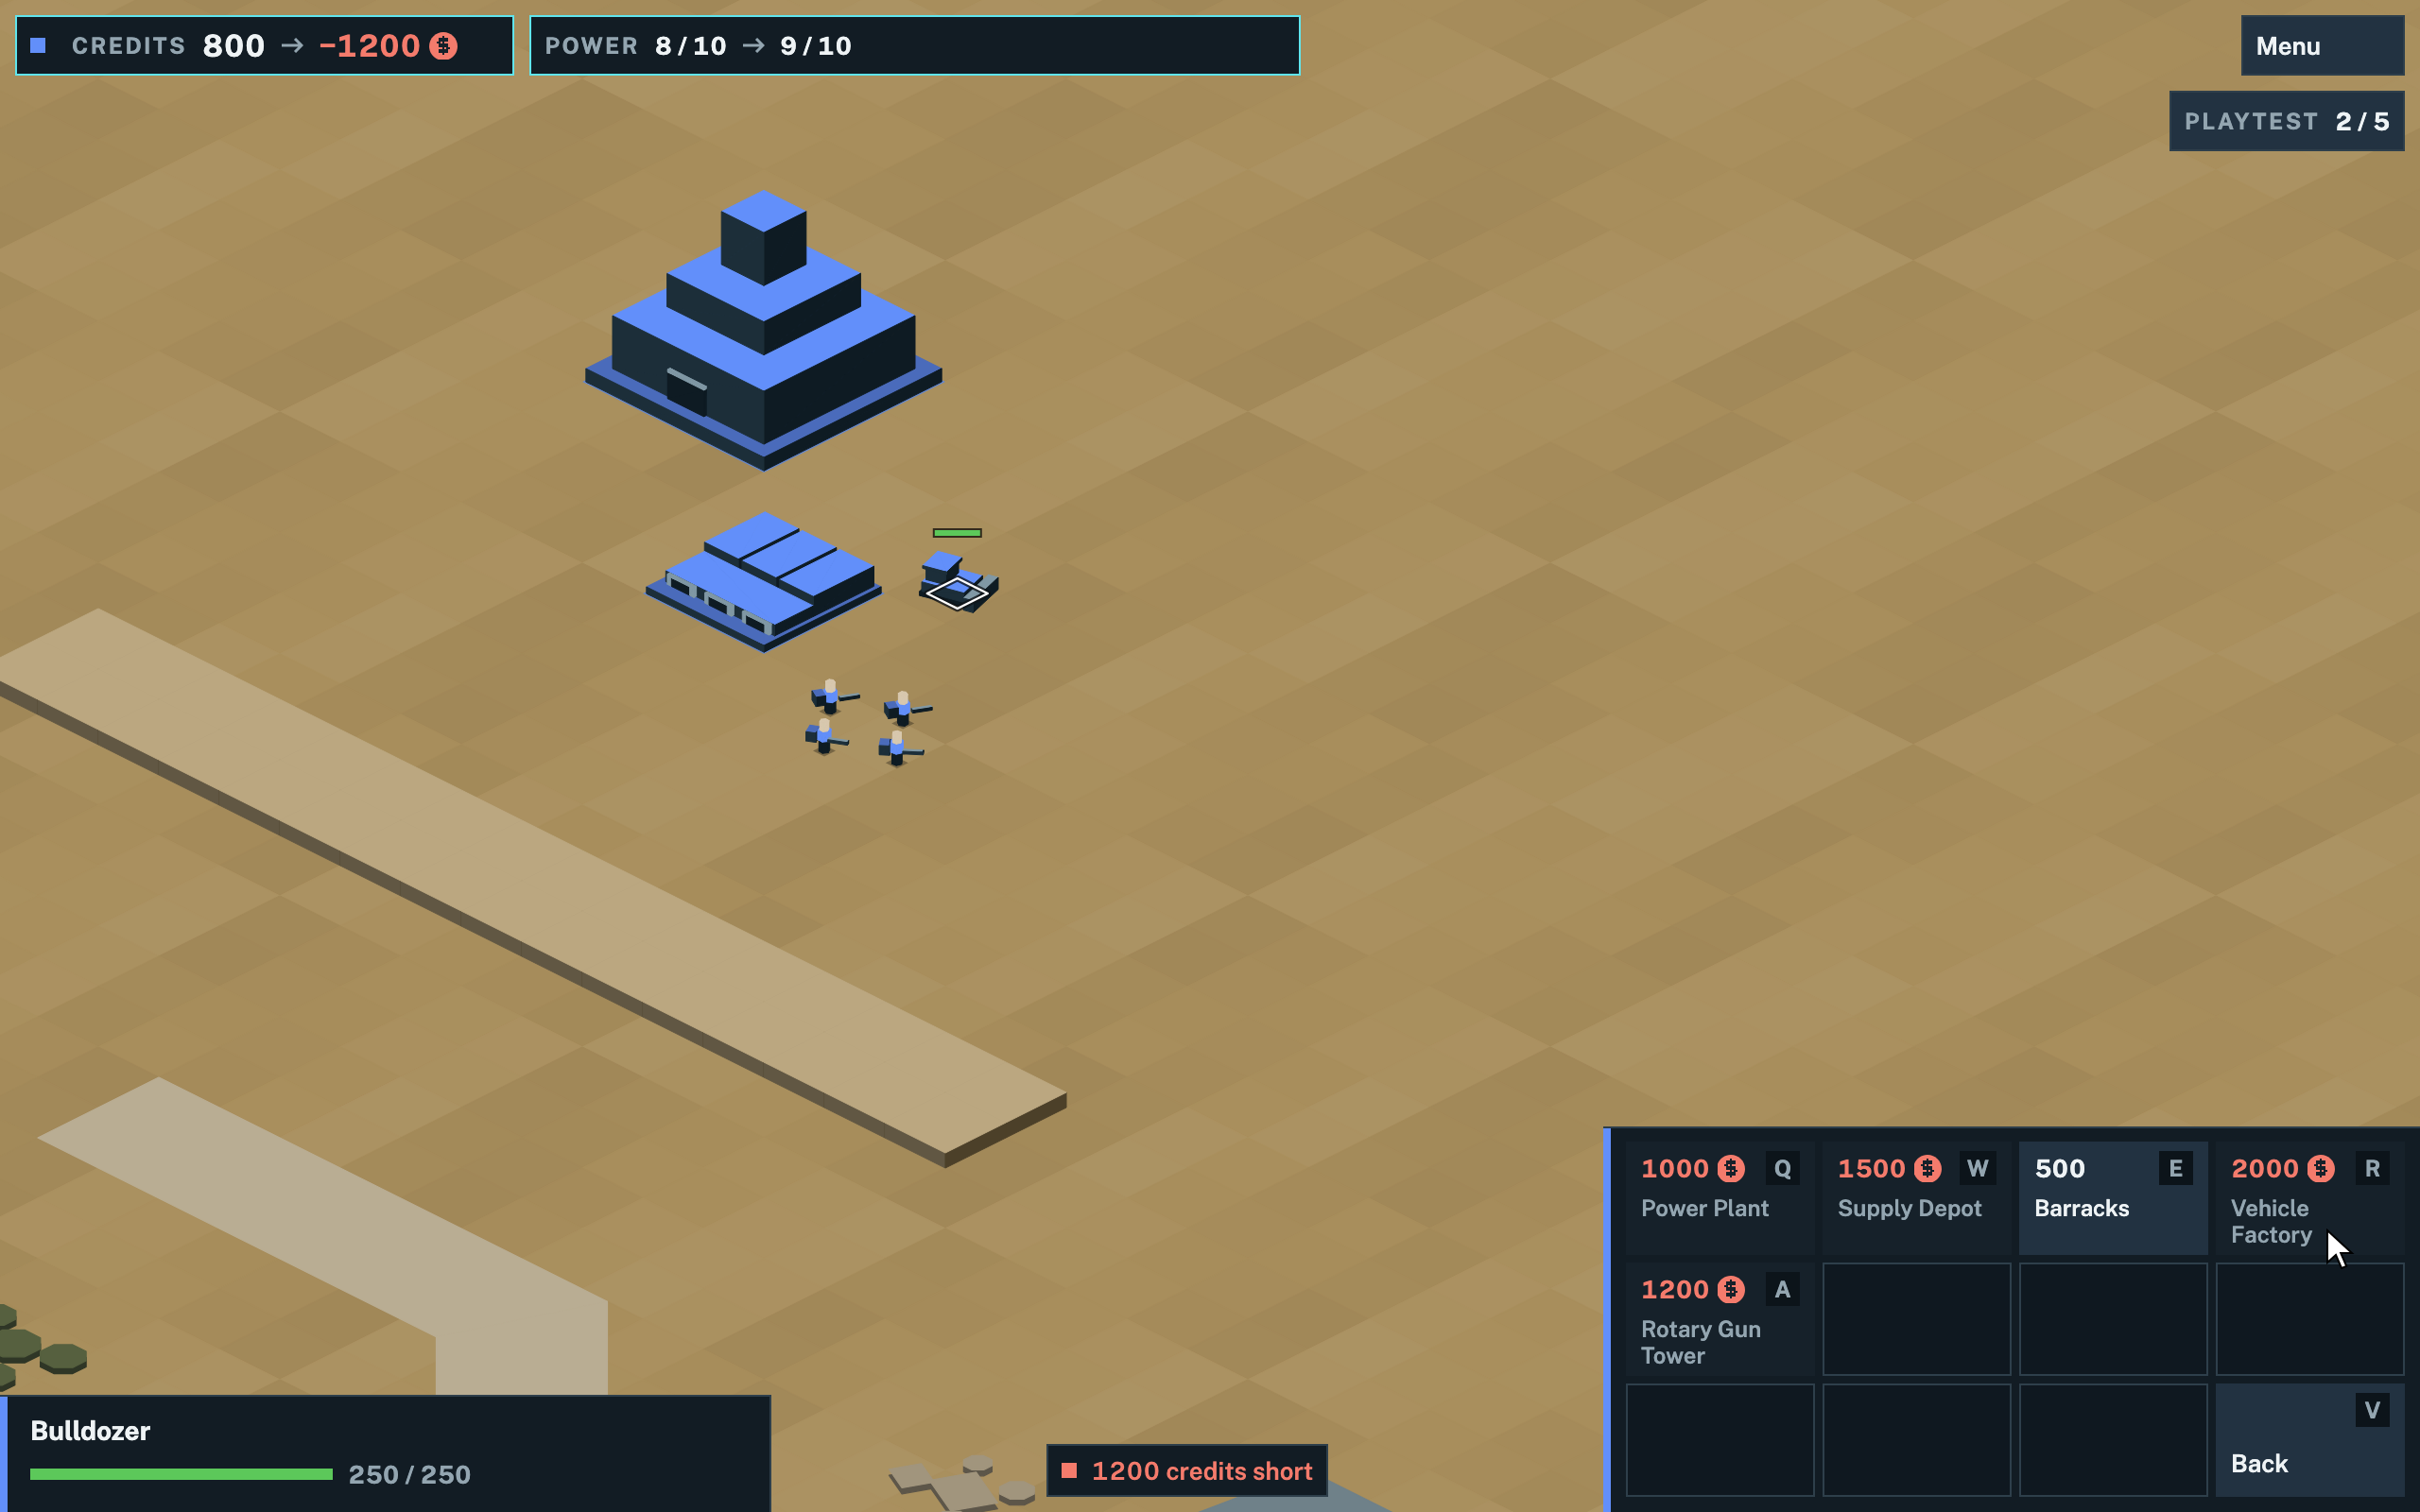 CREDITS 800 → −1200
POWER 8/10 → 9/10
Menu
PLAYTEST 2/5
1000 Q
Power Plant
1500 W
Supply Depot
500 E
Barracks
2000 R
Vehicle
Factory
1200 A
Rotary Gun
Tower
V
Back
Bulldozer
250/250
1200 credits short